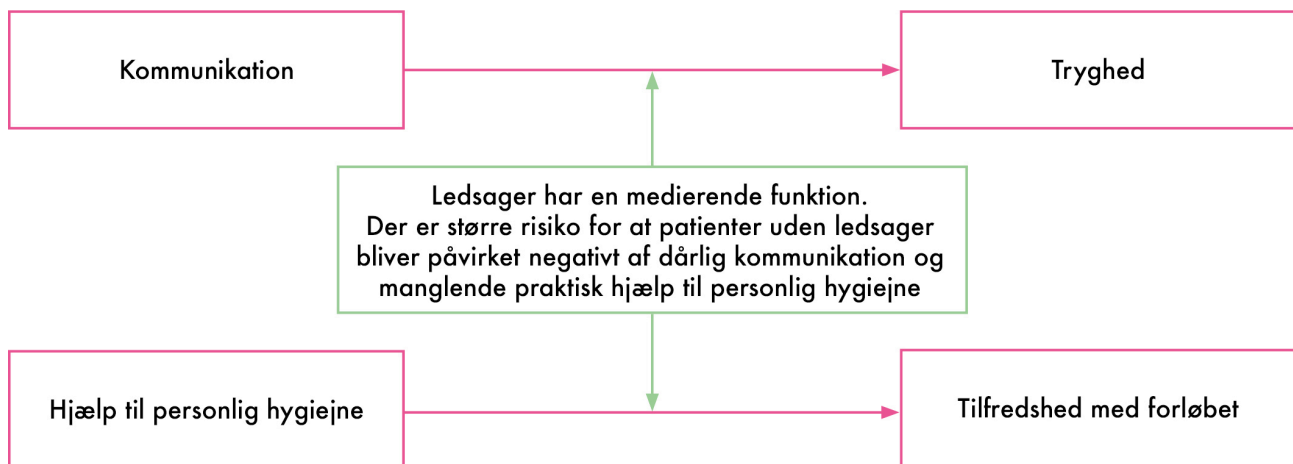 Kommunikation
Tryghed
Ledsager har en medierende funktion.
Der er større risiko for at patienter uden ledsager
bliver påvirket negativt af dårlig kommunikation og
manglende praktisk hjælp til personlig hygiejne
Hjælp til personlig hygiejne
Tilfredshed med forløbet